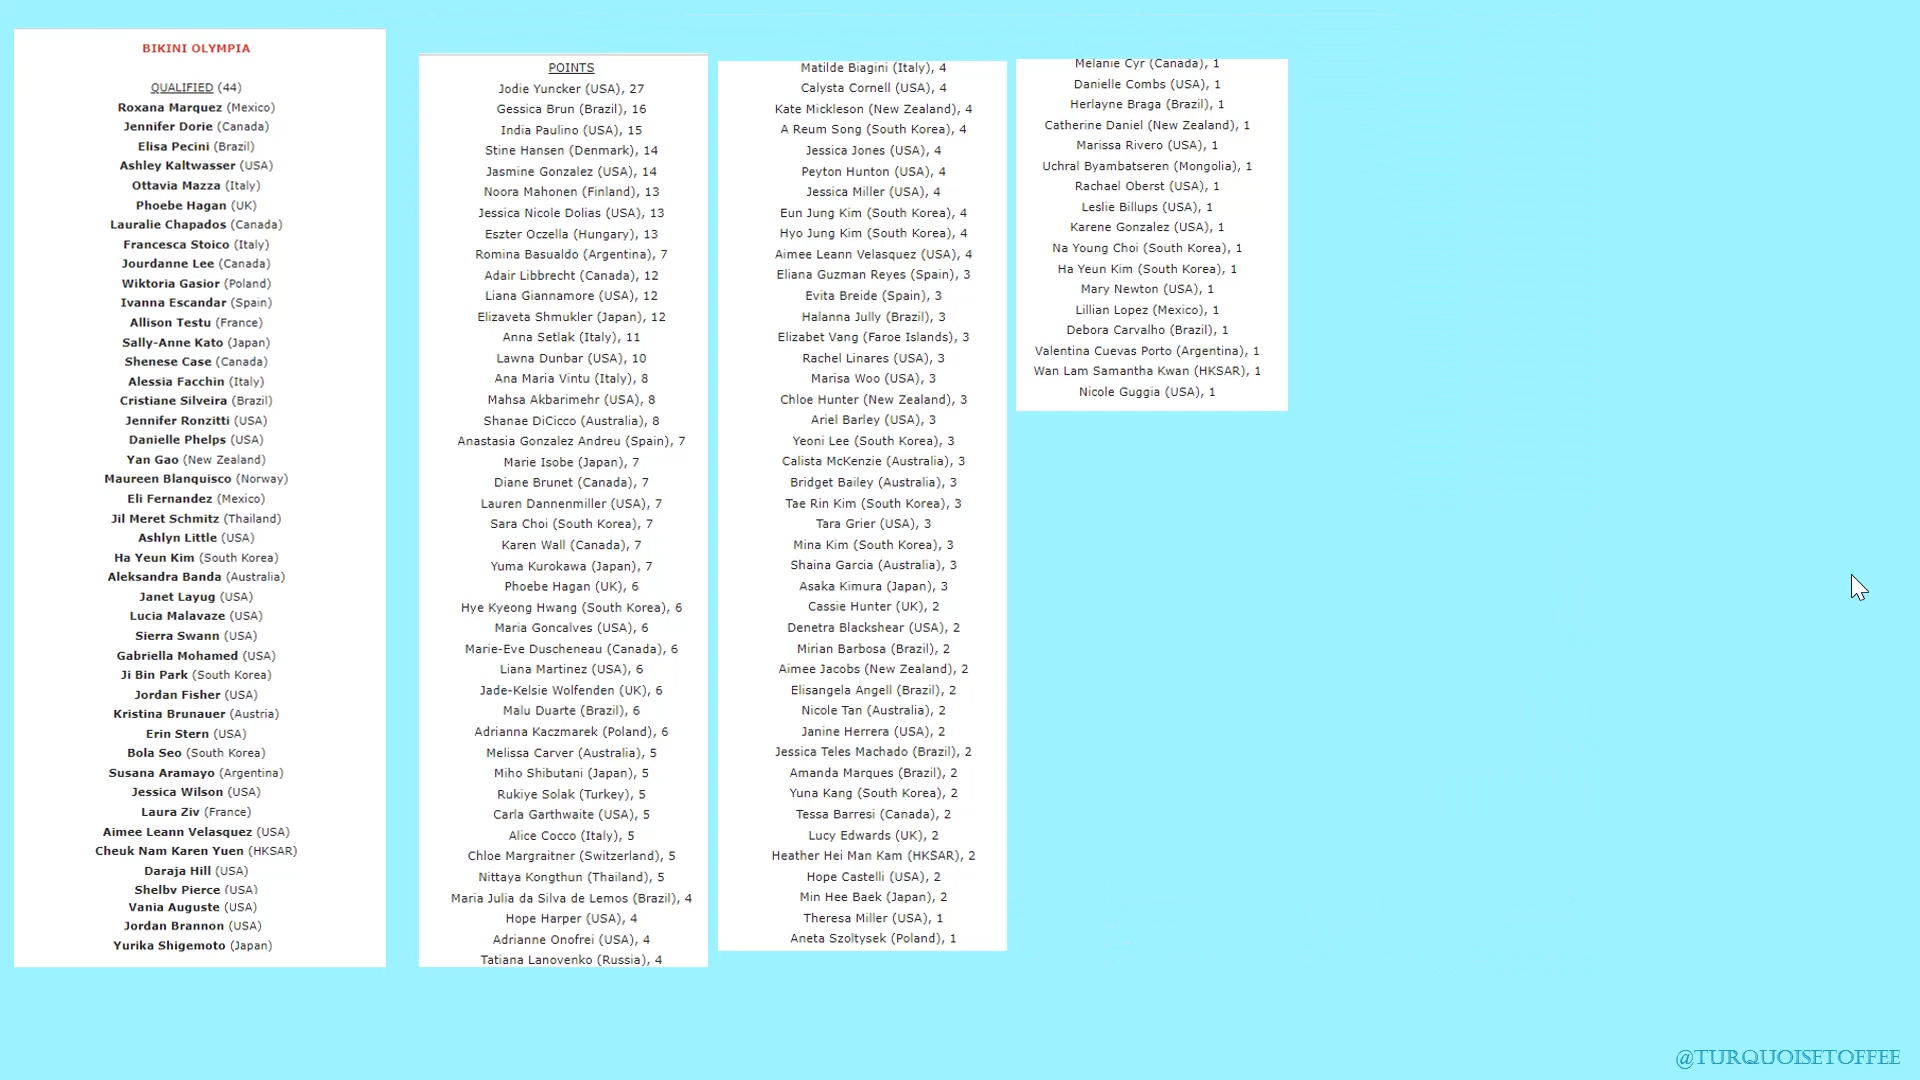 BIKINI OLYMPIA
QUALIFIED (44)
Roxana Marquez (Mexico)
Jennifer Dorie (Canada)
Elisa Pecini (Brazil)
Ashley Kaltwasser (USA)
Ottavia Mazza (Italy)
Phoebe Hagan (UK)
Lauralie Chapados (Canada)
Francesca Stoico (Italy)
Jourdanne Lee (Canada)
Wiktoria Gasior (Poland)
Ivanna Escandar (Spain)
Allison Testu (France)
Sally-Anne Kato (Japan)
Shenese Case (Canada)
Alessia Facchin (Italy)
Cristiane Silveira (Brazil)
Jennifer Ronzitti (USA)
Danielle Phelps (USA)
Yan Gao (New Zealand)
Maureen Blanquisco (Norway)
Eli Fernandez (Mexico)
Jil Meret Schmitz (Thailand)
Ashlyn Little (USA)
Ha Yeun Kim (South Korea)
Aleksandra Banda (Australia)
Janet Layug (USA)
Lucia Malavaze (USA)
Sierra Swann (USA)
Gabriella Mohamed (USA)
Ji Bin Park (South Korea)
Jordan Fisher (USA)
Kristina Brunauer (Austria)
Erin Stern (USA)
Bola Seo (South Korea)
Susana Aramayo (Argentina)
Jessica Wilson (USA)
Laura Ziv (France)
Aimee Leann Velasquez (USA)
Cheuk Nam Karen Yuen (HKSAR)
Daraja Hill (USA)
Shelby Pierce (USA)
Vania Auguste (USA)
Jordan Brannon (USA)
Yurika Shigemoto (Japan)
POINTS
Jodie Yuncker (USA), 27
Gessica Brun (Brazil), 16
India Paulino (USA), 15
Stine Hansen (Denmark), 14
Jasmine Gonzalez (USA), 14
Noora Mahonen (Finland), 13
Jessica Nicole Dolias (USA), 13
Eszter Oczella (Hungary), 13
Romina Basualdo (Argentina), 7
Adair Libbrecht (Canada), 12
Liana Giannamore (USA), 12
Elizaveta Shmukler (Japan), 12
Anna Setlak (Italy), 11
Lawna Dunbar (USA), 10
Ana Maria Vintu (Italy), 8
Mahsa Akbarimehr (USA), 8
Shanae DiCicco (Australia), 8
Anastasia Gonzalez Andreu (Spain), 7
Marie Isobe (Japan), 7
Diane Brunet (Canada), 7
Lauren Dannenmiller (USA), 7
Sara Choi (South Korea), 7
Karen Wall (Canada), 7
Yuma Kurokawa (Japan), 7
Phoebe Hagan (UK), 6
Hye Kyeong Hwang (South Korea), 6
Maria Goncalves (USA), 6
Marie-Eve Duscheneau (Canada), 6
Liana Martinez (USA), 6
Jade-Kelsie Wolfenden (UK), 6
Malu Duarte (Brazil), 6
Adrianna Kaczmarek (Poland), 6
Melissa Carver (Australia), 5
Miho Shibutani (Japan), 5
Rukiye Solak (Turkey), 5
Carla Garthwaite (USA), 5
Alice Cocco (Italy), 5
Chloe Margraitner (Switzerland), 5
Nittaya Kongthun (Thailand), 5
Maria Julia da Silva de Lemos (Brazil), 4
Hope Harper (USA), 4
Adrianne Onofrei (USA), 4
Tatiana Lanovenko (Russia), 4
Matilde Biagini (Italy), 4
Calysta Cornell (USA), 4
Kate Mickleson (New Zealand), 4
A Reum Song (South Korea), 4
Jessica Jones (USA), 4
Peyton Hunton (USA), 4
Jessica Miller (USA), 4
Eun Jung Kim (South Korea), 4
Hyo Jung Kim (South Korea), 4
Aimee Leann Velasquez (USA), 4
Eliana Guzman Reyes (Spain), 3
Evita Breide (Spain), 3
Halanna Jully (Brazil), 3
Elizabet Vang (Faroe Islands), 3
Rachel Linares (USA), 3
Marisa Woo (USA), 3
Chloe Hunter (New Zealand), 3
Ariel Barley (USA), 3
Yeoni Lee (South Korea), 3
Calista McKenzie (Australia), 3
Bridget Bailey (Australia), 3
Tae Rin Kim (South Korea), 3
Tara Grier (USA), 3
Mina Kim (South Korea), 3
Shaina Garcia (Australia), 3
Asaka Kimura (Japan), 3
Cassie Hunter (UK), 2
Denetra Blackshear (USA), 2
Mirian Barbosa (Brazil), 2
Aimee Jacobs (New Zealand), 2
Elisangela Angell (Brazil), 2
Nicole Tan (Australia), 2
Janine Herrera (USA), 2
Jessica Teles Machado (Brazil), 2
Amanda Marques (Brazil), 2
Yuna Kang (South Korea), 2
Tessa Barresi (Canada), 2
Lucy Edwards (UK), 2
Heather Hei Man Kam (HKSAR), 2
Hope Castelli (USA), 2
Min Hee Baek (Japan), 2
Theresa Miller (USA), 1
Aneta Szoltysek (Poland), 1
Melanie Cyr (Canada), 1
Danielle Combs (USA), 1
Herlayne Braga (Brazil), 1
Catherine Daniel (New Zealand), 1
Marissa Rivero (USA), 1
Uchral Byambatseren (Mongolia), 1
Rachael Oberst (USA), 1
Leslie Billups (USA), 1
Karene Gonzalez (USA), 1
Na Young Choi (South Korea), 1
Ha Yeun Kim (South Korea), 1
Mary Newton (USA), 1
Lillian Lopez (Mexico), 1
Debora Carvalho (Brazil), 1
Valentina Cuevas Porto (Argentina), 1
Wan Lam Samantha Kwan (HKSAR), 1
Nicole Guggia (USA), 1
@TURQUOISETOFFEE